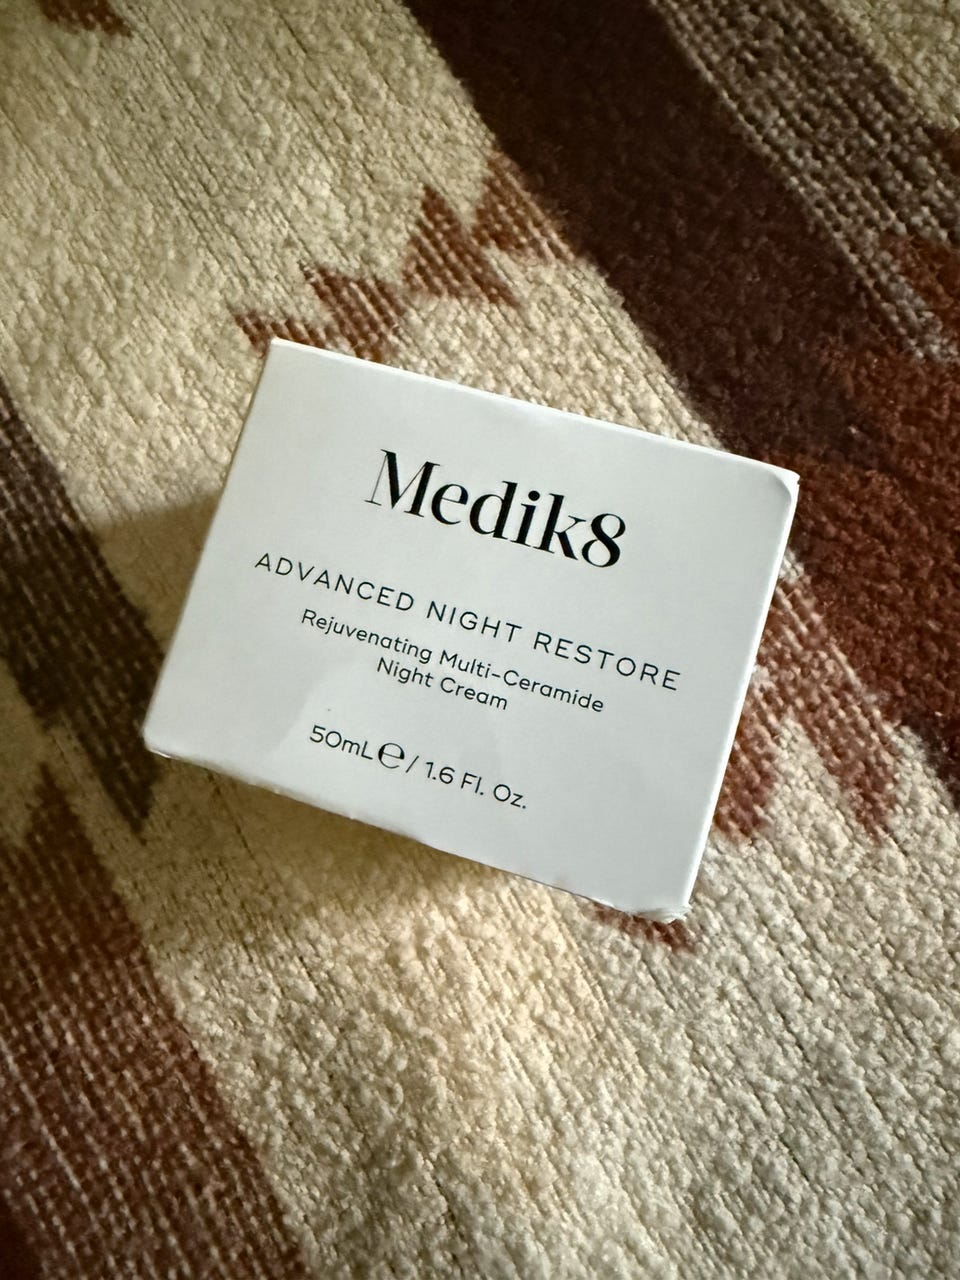 Medik8
ADVANCED NIGHT RESTORE
Rejuvenating Multi-Ceramide
Night Cream
50mL℮/ 1.6 Fl. Oz.